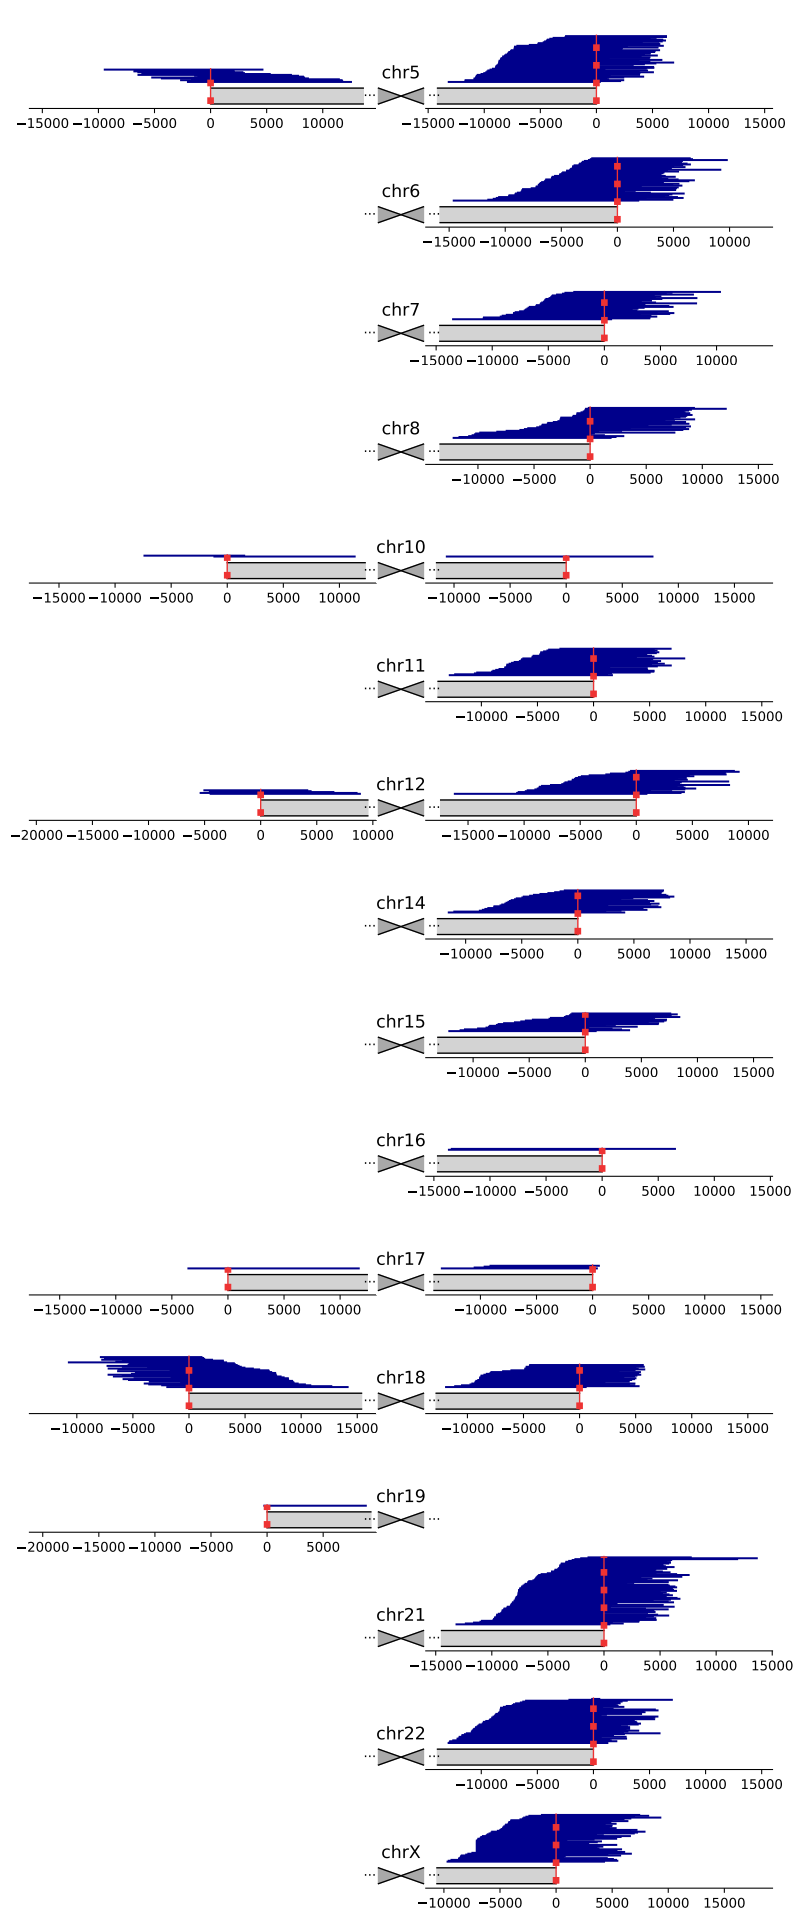 chr5
−15000 −10000 −5000 0 5000 10000 −15000 −10000 −5000 0 5000 10000 15000
chr6
−15000 −10000 −5000 0 5000 10000
chr7
−15000 −10000 −5000 0 5000 10000
chr8
−10000 −5000 0 5000 10000 15000
chr10
−15000 −10000 −5000 0 5000 10000 −10000 −5000 0 5000 10000 15000
chr11
−10000 −5000 0 5000 10000 15000
chr12
−20000 −15000 −10000 −5000 0 5000 10000 −15000 −10000 −5000 0 5000 10000
chr14
−10000 −5000 0 5000 10000 15000
chr15
−10000 −5000 0 5000 10000 15000
chr16
−15000 −10000 −5000 0 5000 10000 15000
chr17
−15000 −10000 −5000 0 5000 10000 −10000 −5000 0 5000 10000 15000
chr18
−10000 −5000 0 5000 10000 15000 −10000 −5000 0 5000 10000 15000
chr19
−20000 −15000 −10000 −5000 0 5000
chr21
−15000 −10000 −5000 0 5000 10000 15000
chr22
−10000 −5000 0 5000 10000 15000
chrX
−10000 −5000 0 5000 10000 15000